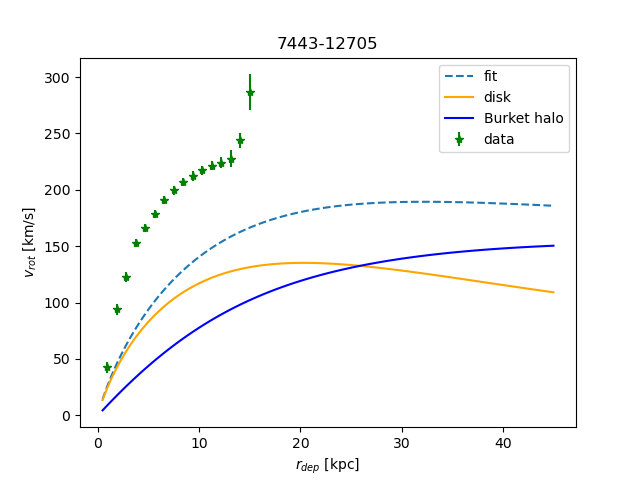 7443-12705
300
250
200
150
100
50
0
v_rot [km/s]
fit
disk
Burket halo
data
0 10 20 30 40
r_dep [kpc]